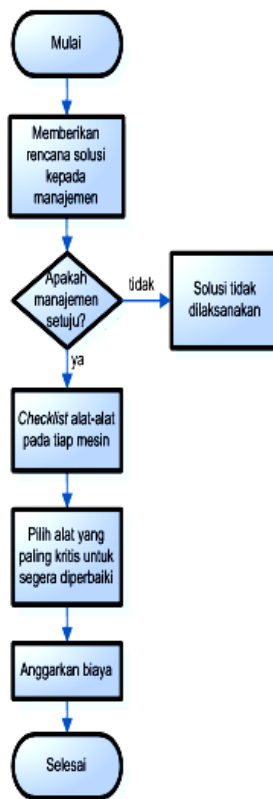 Mulai
Memberikan
rencana solusi
kepada
manajemen
Apakah
manajemen
setuju?
tidak
Solusi tidak
dilaksanakan
ya
Checklist alat-alat
pada tiap mesin
Pilih alat yang
paling kritis untuk
segera diperbaiki
Anggarkan biaya
Selesai